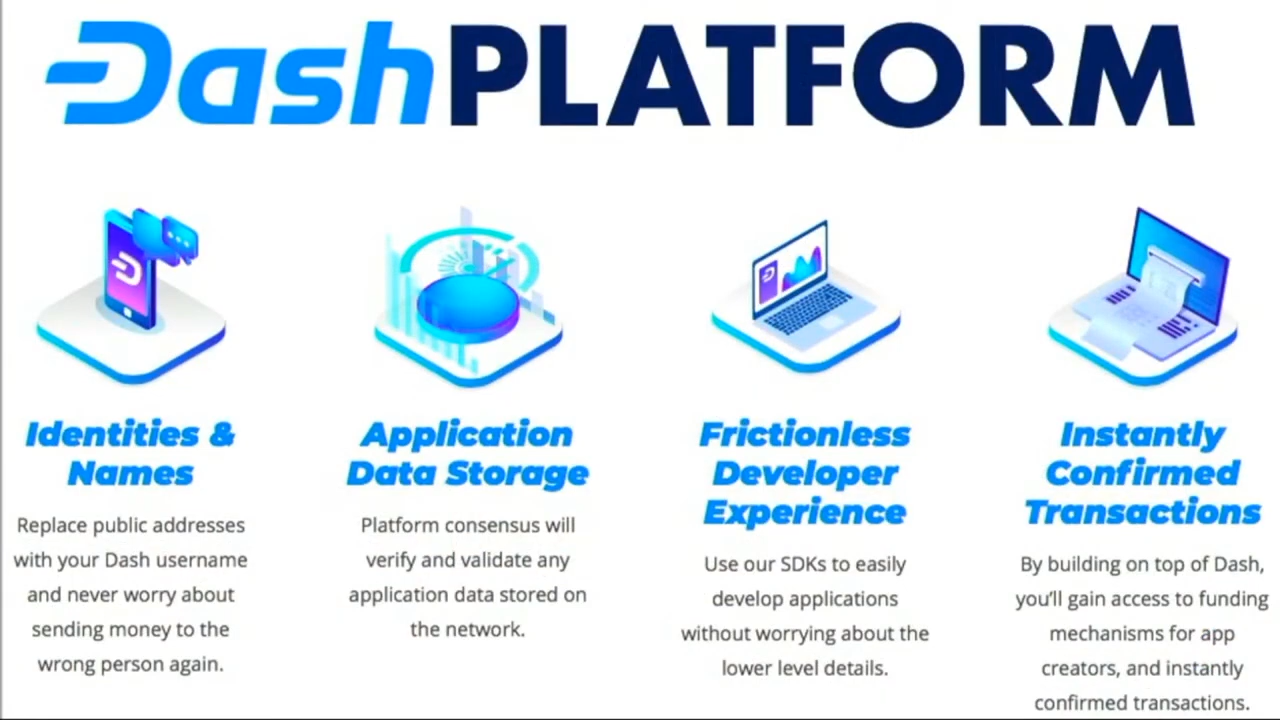 Dash PLATFORM
Identities &
Names
Replace public addresses
with your Dash username
and never worry about
sending money to the
wrong person again.
Application
Data Storage
Platform consensus will
verify and validate any
application data stored on
the network.
Frictionless
Developer
Experience
Use our SDKs to easily
develop applications
without worrying about the
lower level details.
Instantly
Confirmed
Transactions
By building on top of Dash,
you'll gain access to funding
mechanisms for app
creators, and instantly
confirmed transactions.